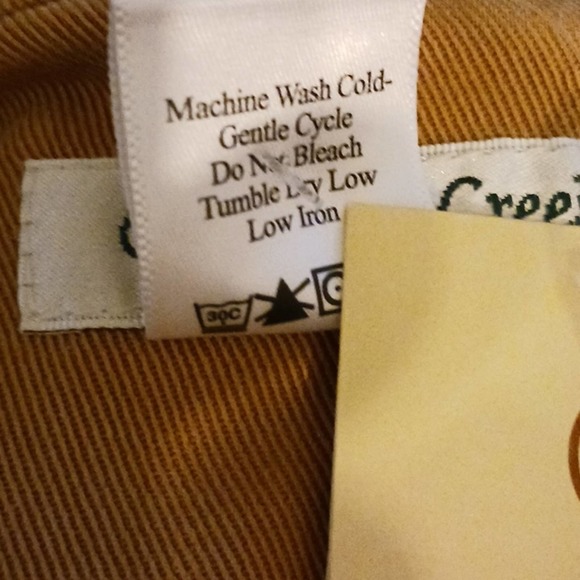 Machine Wash Cold-
Gentle Cycle
Do Not Bleach
Tumble Dry Low
Low Iron
30C